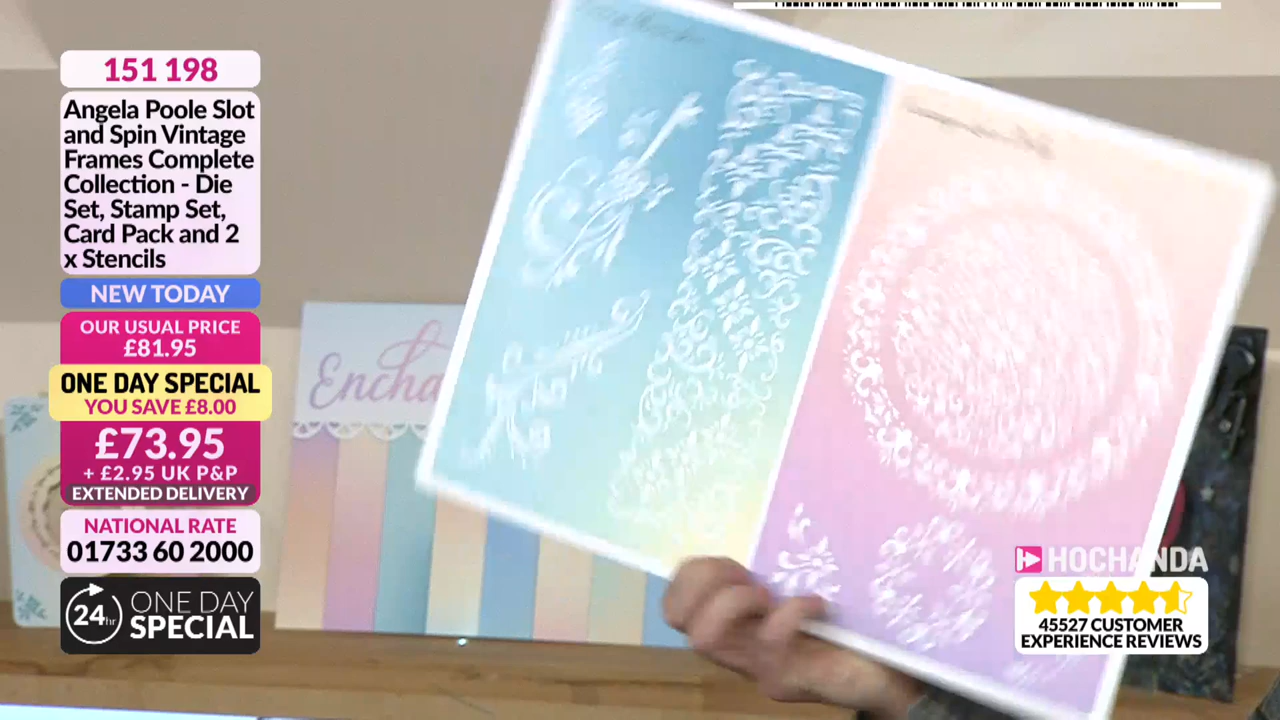 151 198
Angela Poole Slot
and Spin Vintage
Frames Complete
Collection - Die
Set, Stamp Set,
Card Pack and 2
x Stencils
NEW TODAY
OUR USUAL PRICE
£81.95
ONE DAY SPECIAL
YOU SAVE £8.00
£73.95
+ £2.95 UK P&P
EXTENDED DELIVERY
NATIONAL RATE
01733 60 2000
24hr
ONE DAY
SPECIAL
Encha
HOCHANDA
45527 CUSTOMER
EXPERIENCE REVIEWS